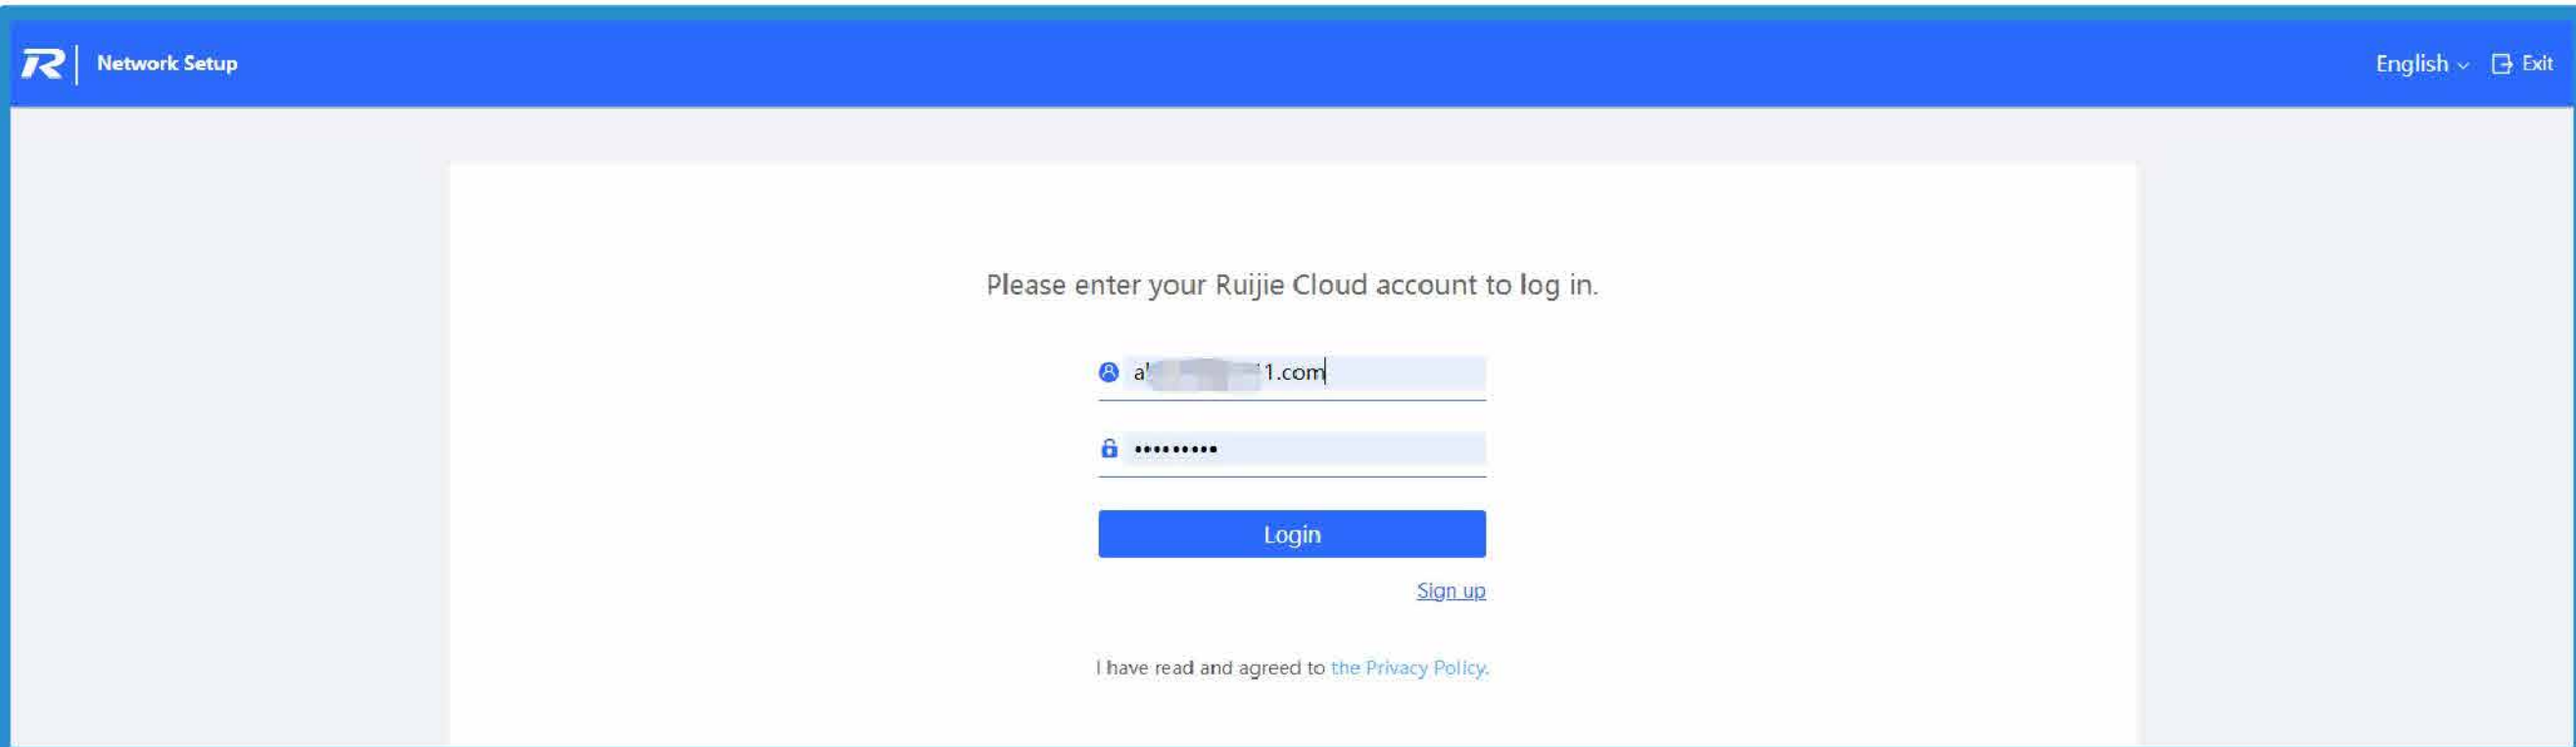 Network Setup
English
Exit
Please enter your Ruijie Cloud account to log in.
1.com
Login
Sign up
I have read and agreed to the Privacy Policy.